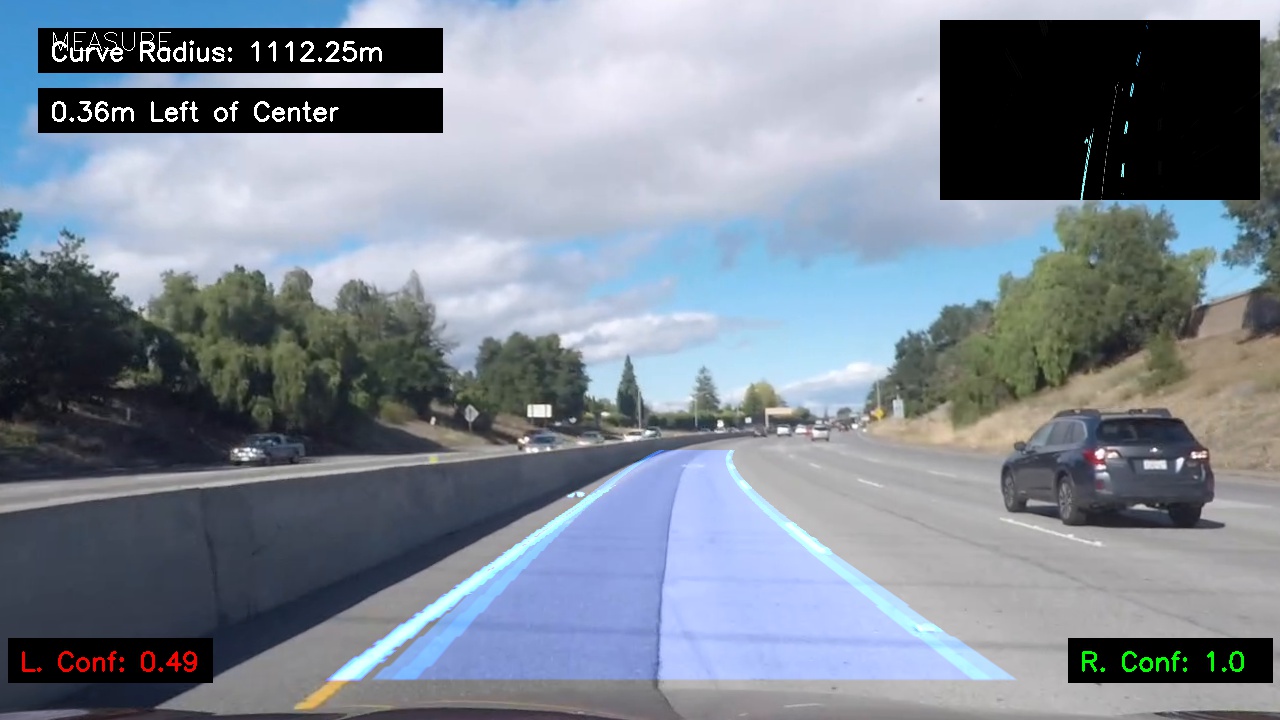 MEASURE
Curve Radius: 1112.25m
0.36m Left of Center
L. Conf: 0.49
R. Conf: 1.0